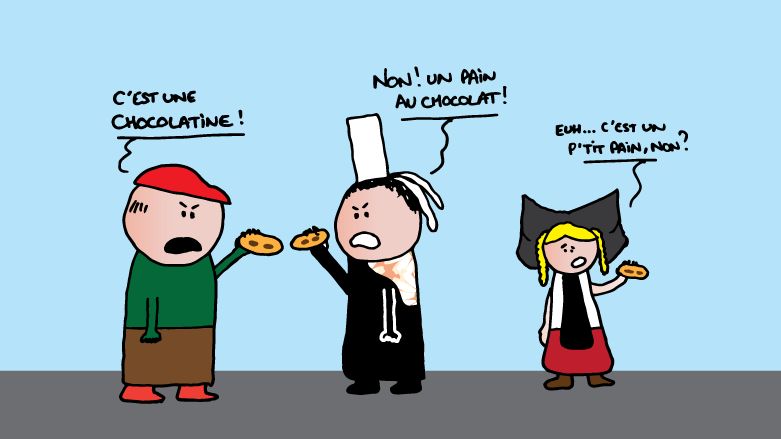 C'EST UNE
CHOCOLATINE !
NON! UN PAIN
AU CHOCOLAT!
EUH... C'EST UN
P'TIT PAIN, NON?